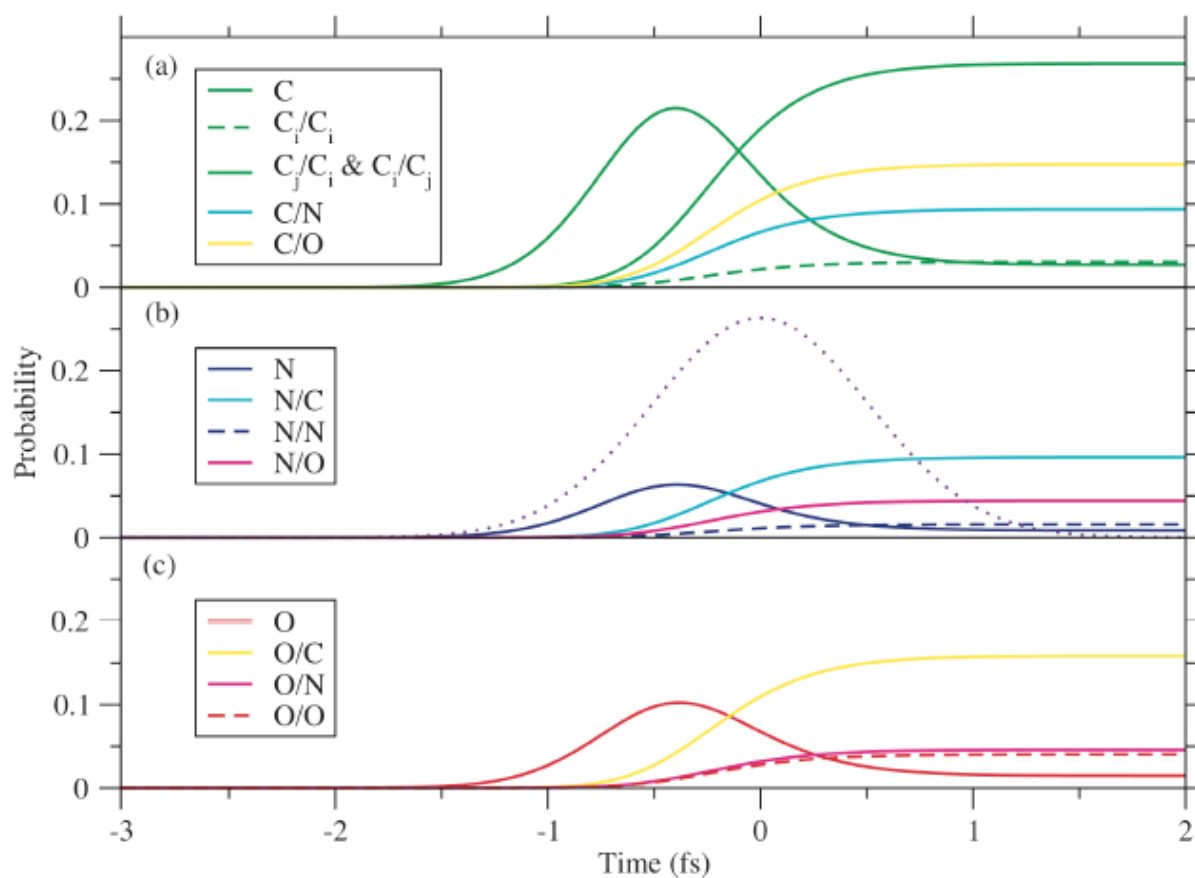 (a)
C
C_i/C_i
C_j/C_i & C_i/C_j
C/N
C/O
0.2
0.1
0
(b)
N
N/C
N/N
N/O
0.2
0.1
0
Probability
(c)
O
O/C
O/N
O/O
0.2
0.1
0
-3 -2 -1 0 1 2
Time (fs)